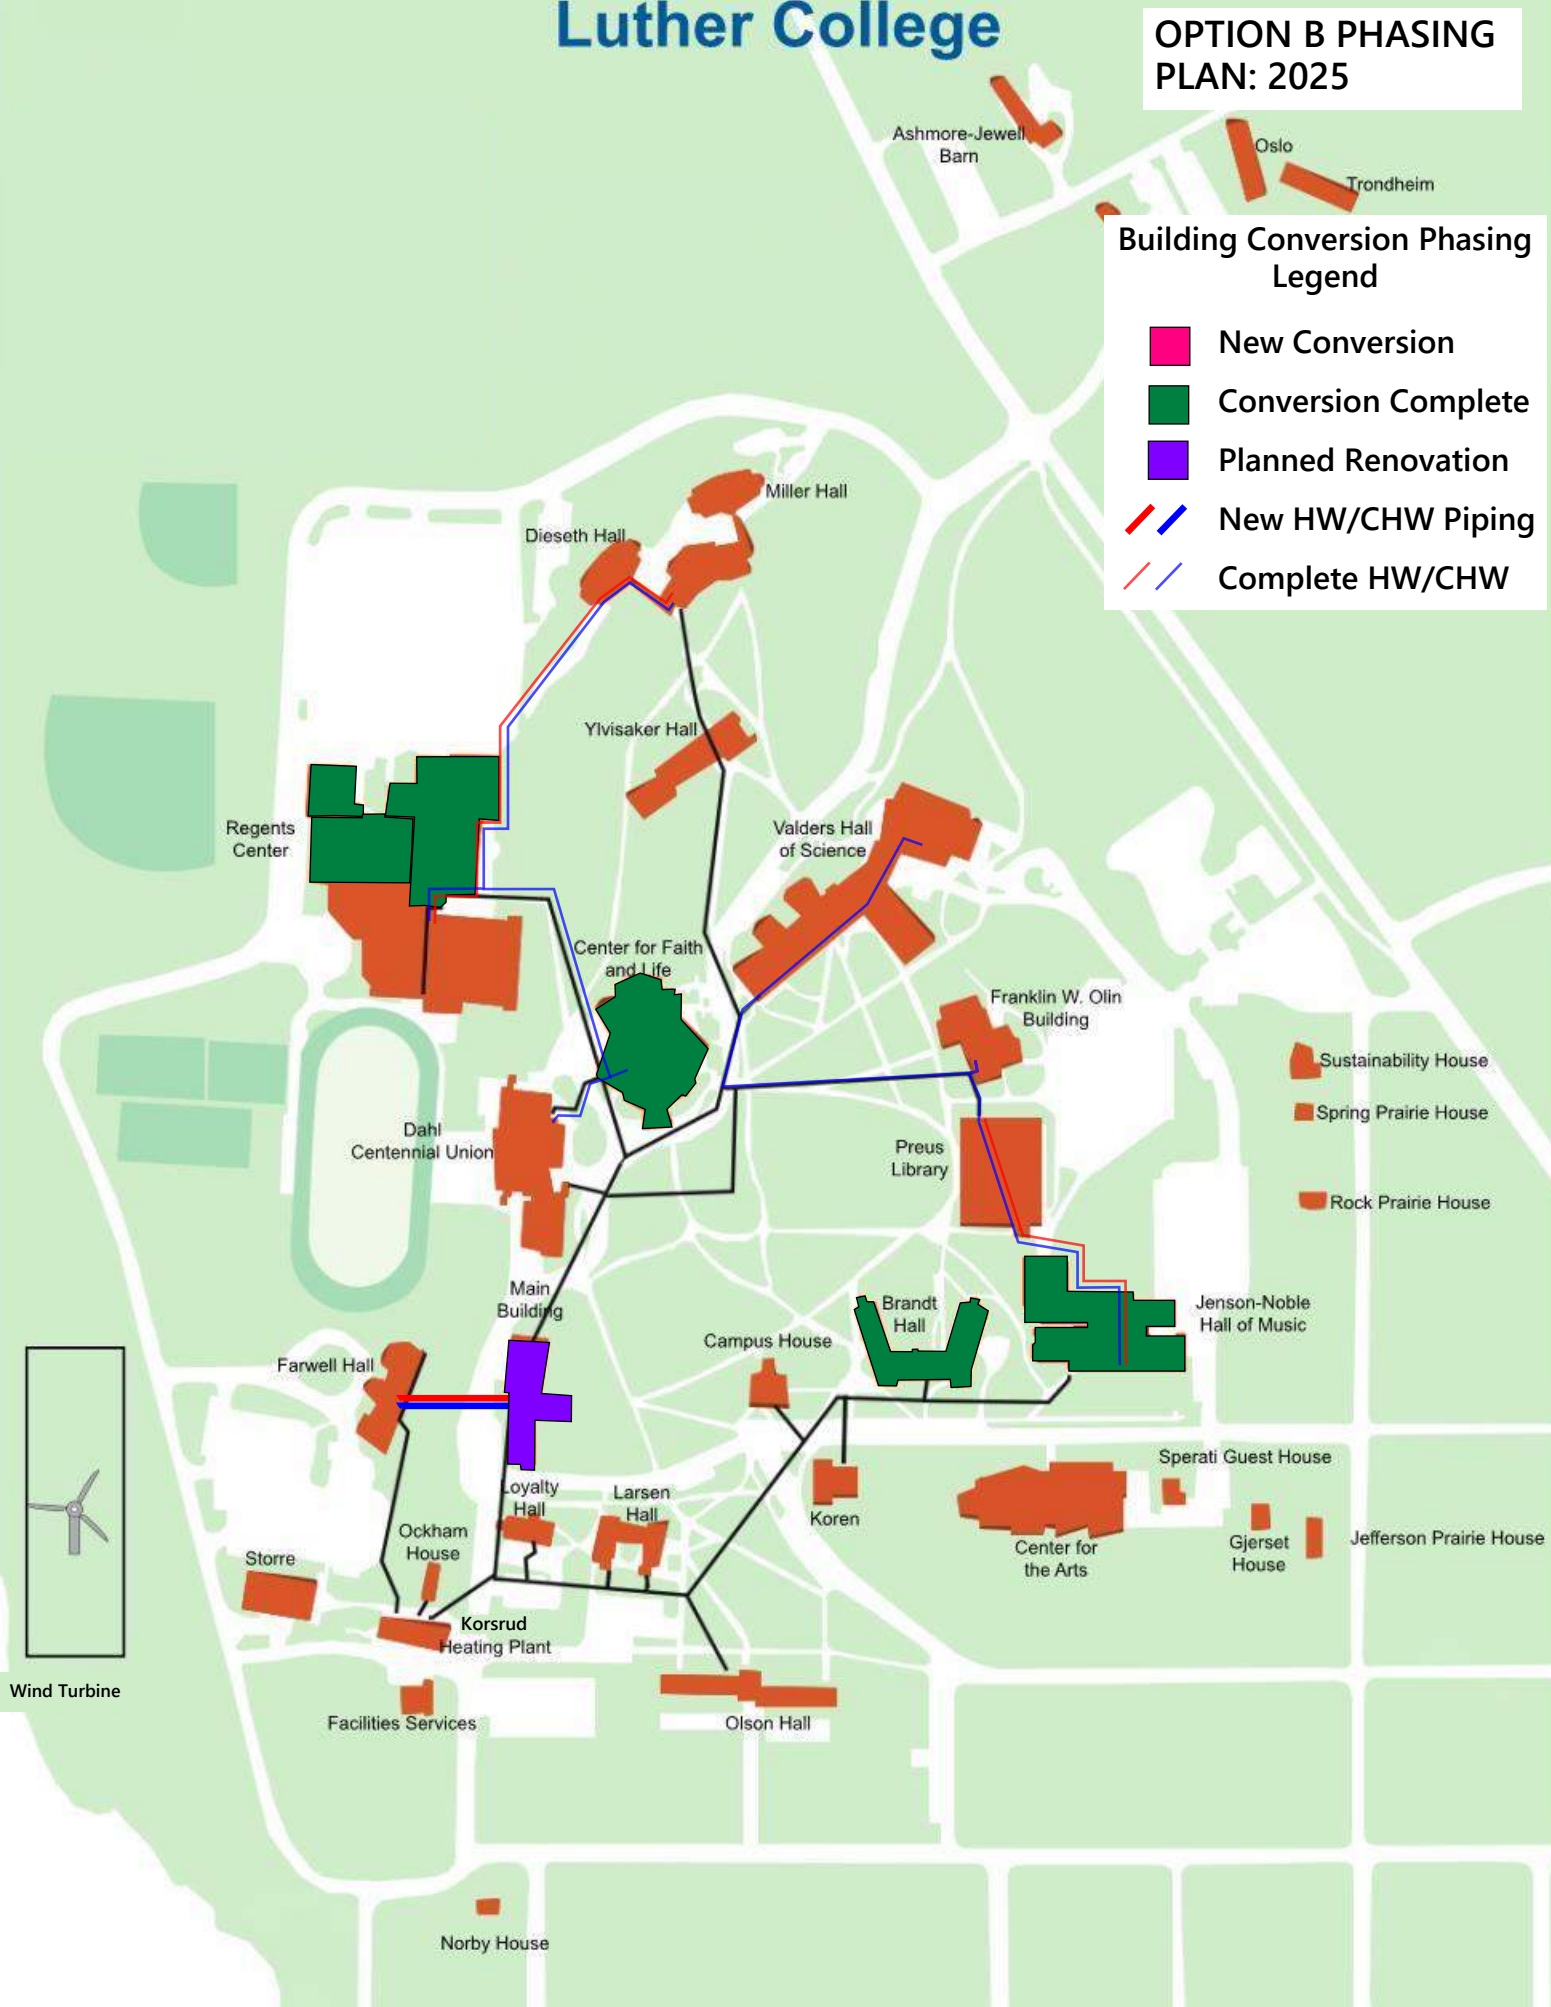 Luther College
OPTION B PHASING
PLAN: 2025
Ashmore-Jewell
Barn
Oslo
Trondheim
Building Conversion Phasing
Legend
New Conversion
Conversion Complete
Planned Renovation
New HW/CHW Piping
Complete HW/CHW
Miller Hall
Dieseth Hall
Ylvisaker Hall
Regents
Center
Valders Hall
of Science
Center for Faith
and Life
Franklin W. Olin
Building
Sustainability House
Spring Prairie House
Dahl
Centennial Union
Preus
Library
Rock Prairie House
Main
Building
Brandt
Hall
Jenson-Noble
Hall of Music
Campus House
Farwell Hall
Sperati Guest House
Loyalty
Hall
Larsen
Hall
Koren
Ockham
House
Storre
Center for
the Arts
Gjerset
House
Jefferson Prairie House
Korsrud
Heating Plant
Wind Turbine
Facilities Services
Olson Hall
Norby House